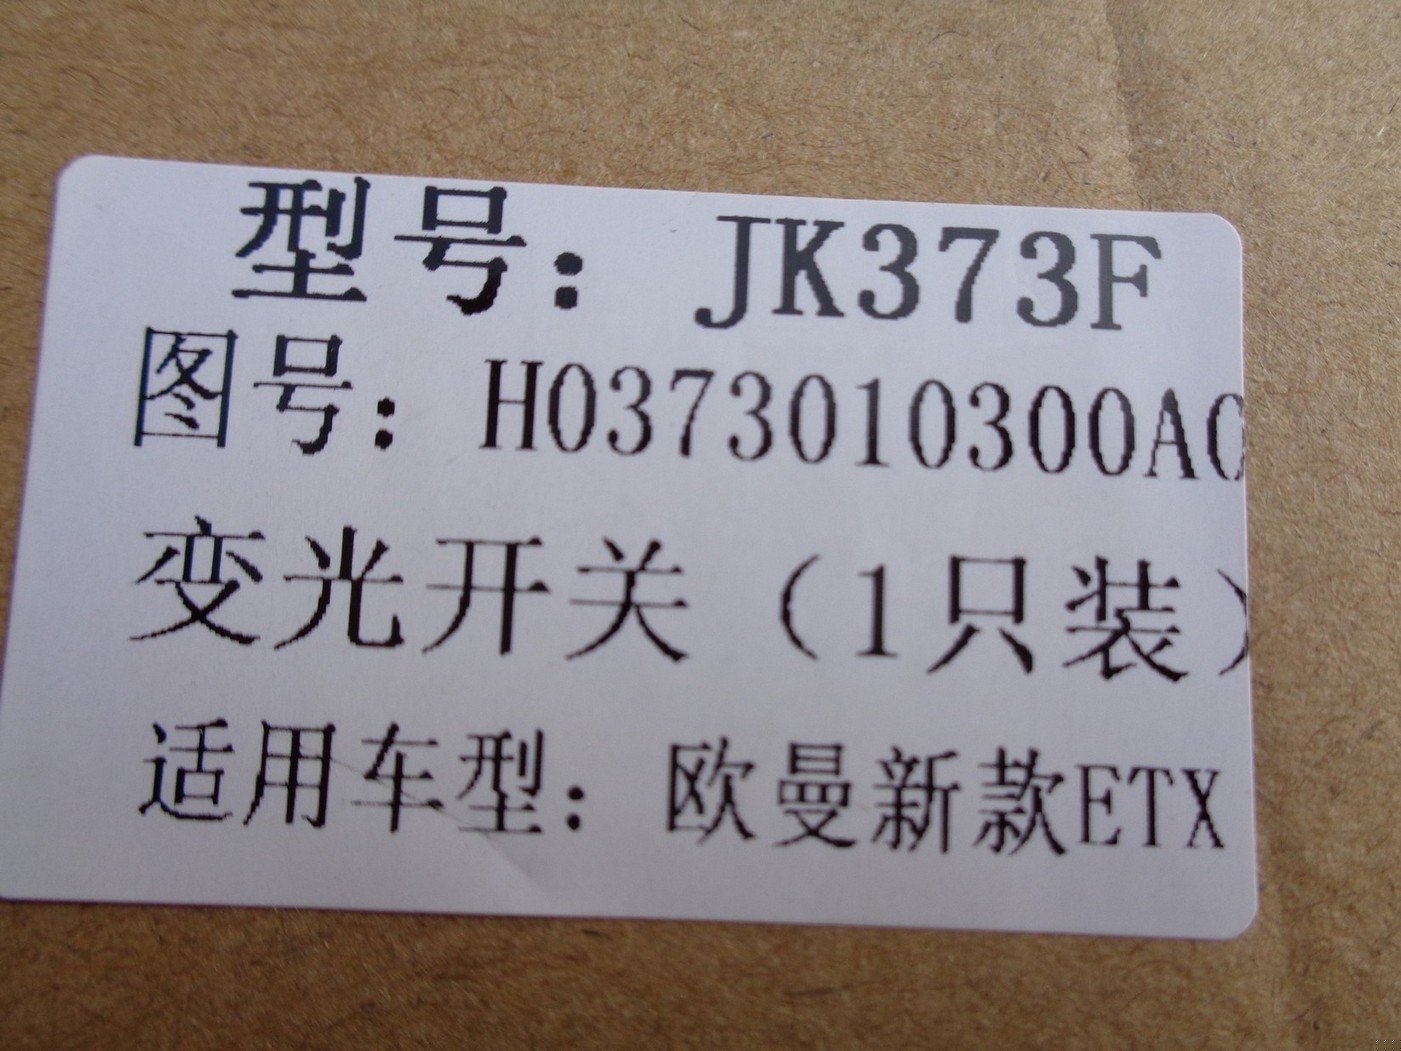 型号：JK373F
图号：H0373010300A0
变光开关（1只装）
适用车型：欧曼新款ETX